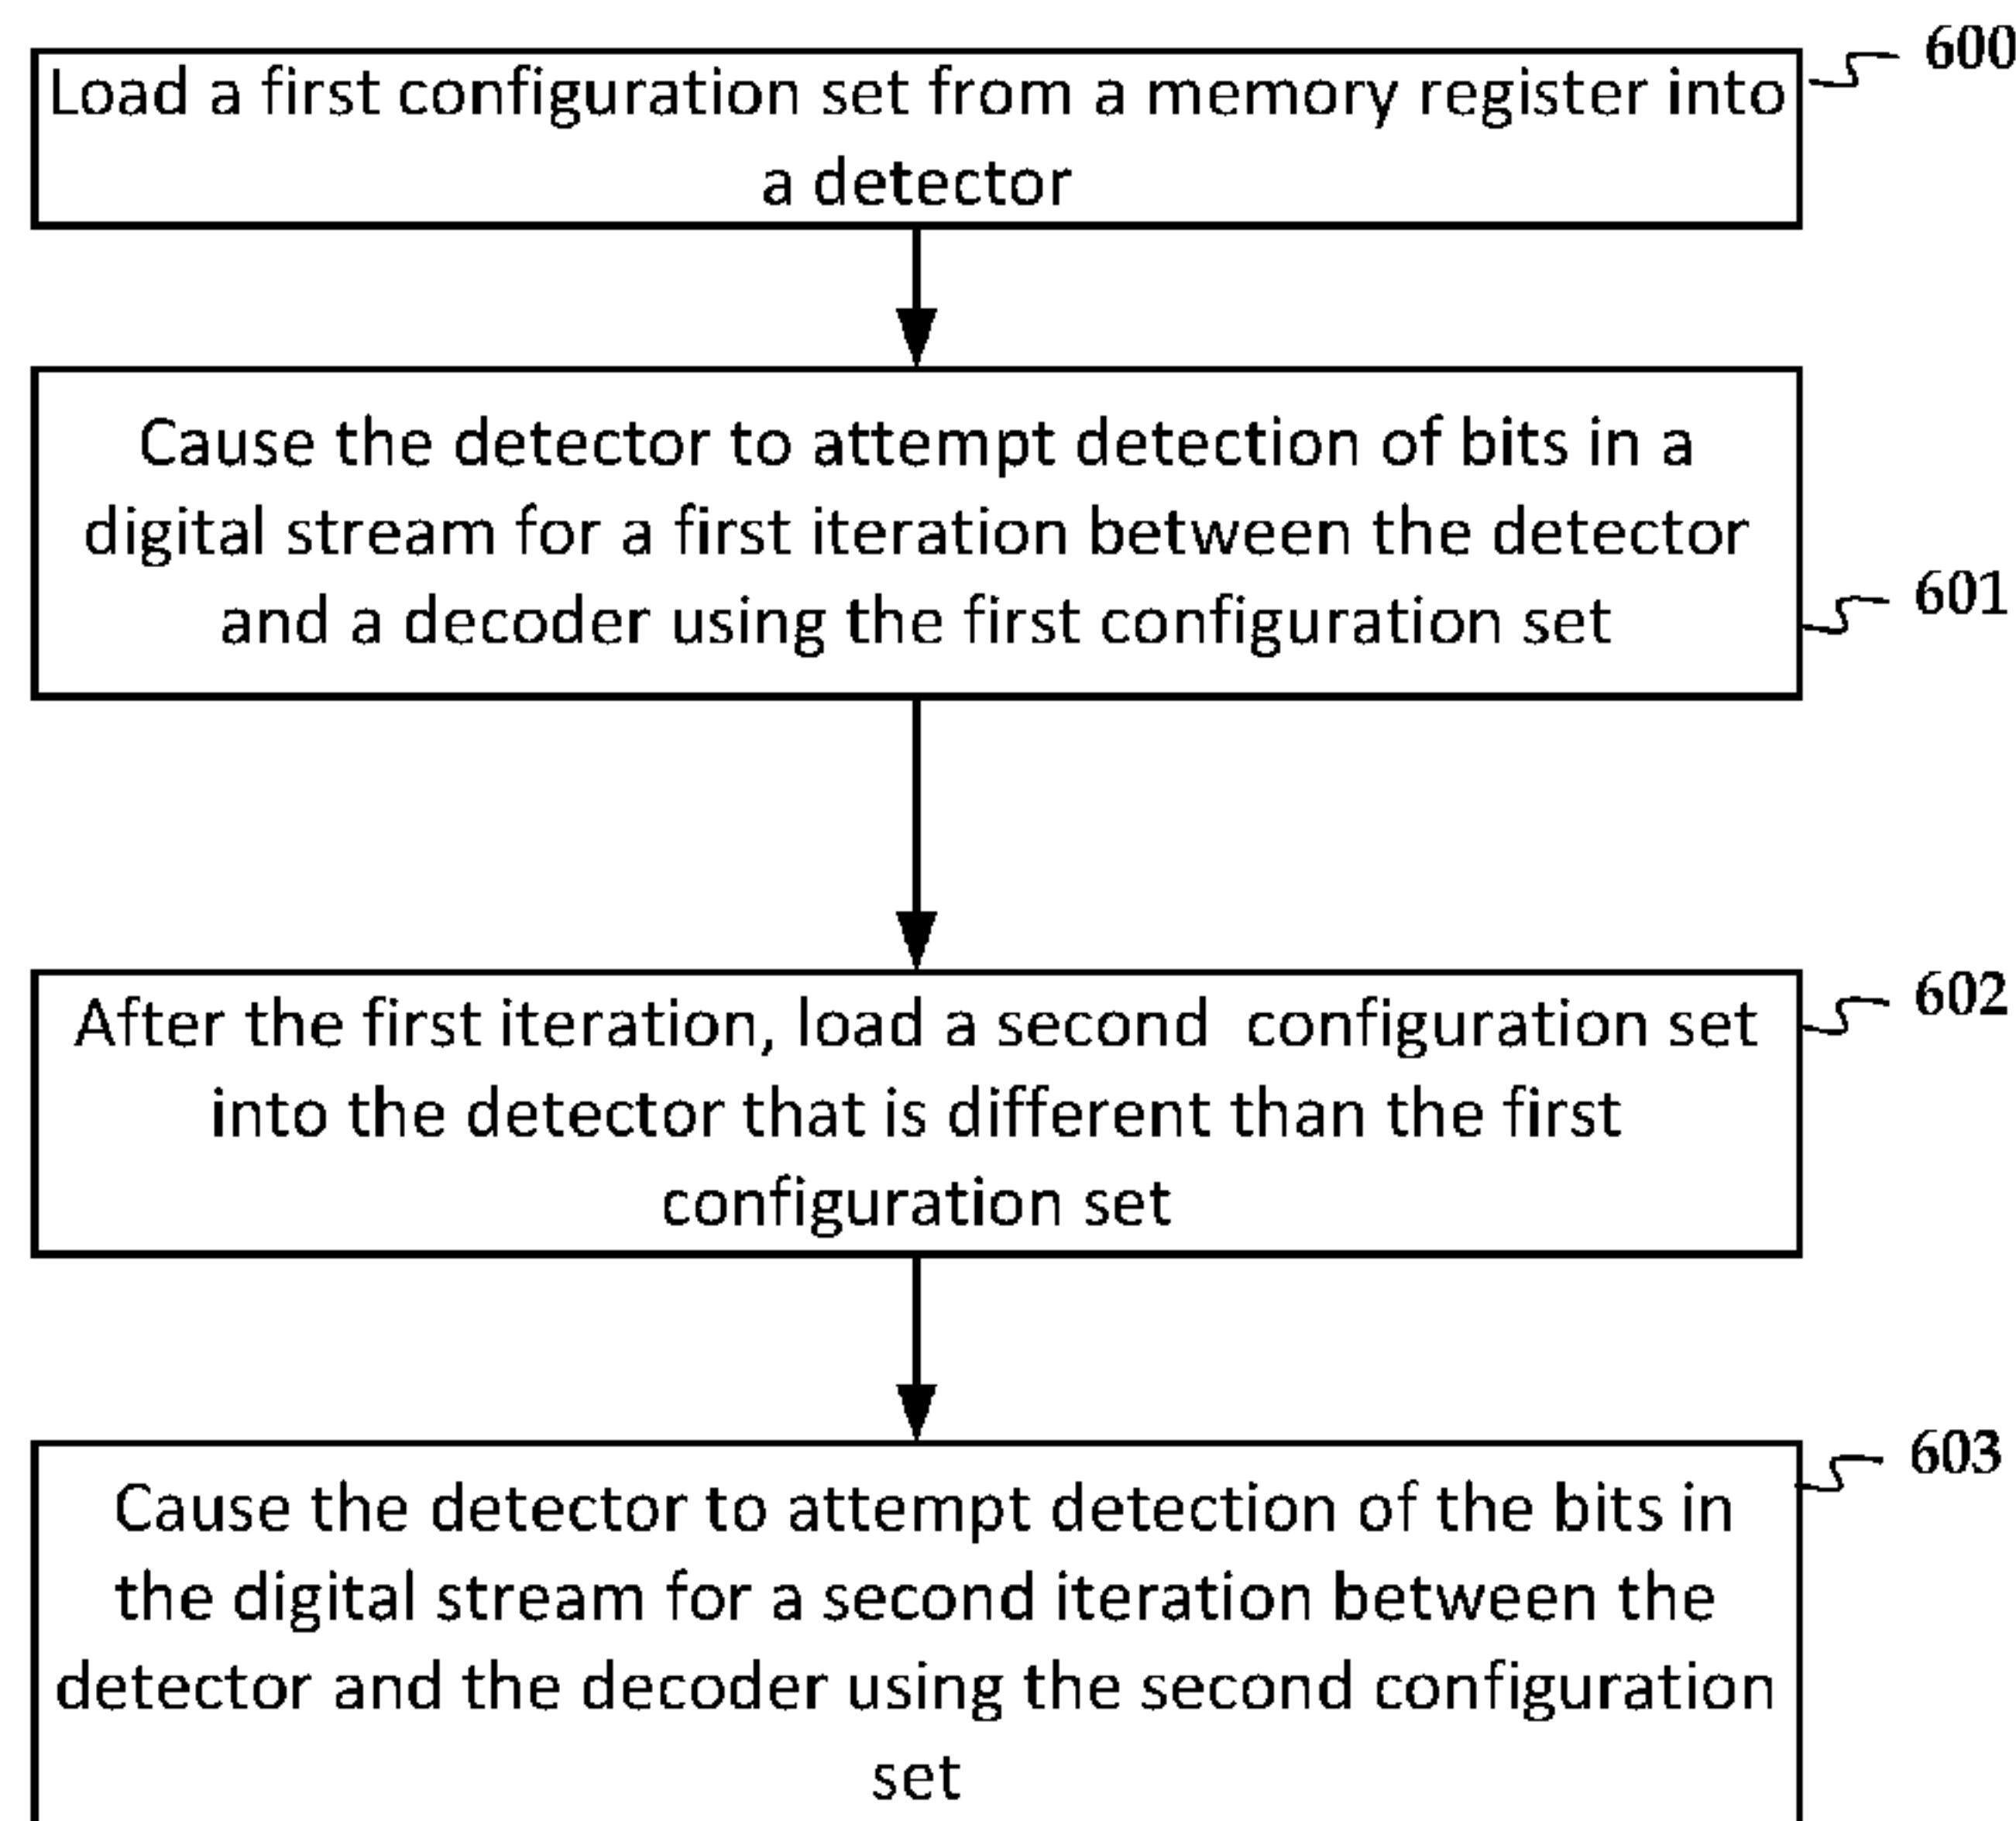 600
Load a first configuration set from a memory register into
a detector
Cause the detector to attempt detection of bits in a
digital stream for a first iteration between the detector
and a decoder using the first configuration set
601
After the first iteration, load a second configuration set
602
into the detector that is different than the first
configuration set
603
Cause the detector to attempt detection of the bits in
the digital stream for a second iteration between the
detector and the decoder using the second configuration
set